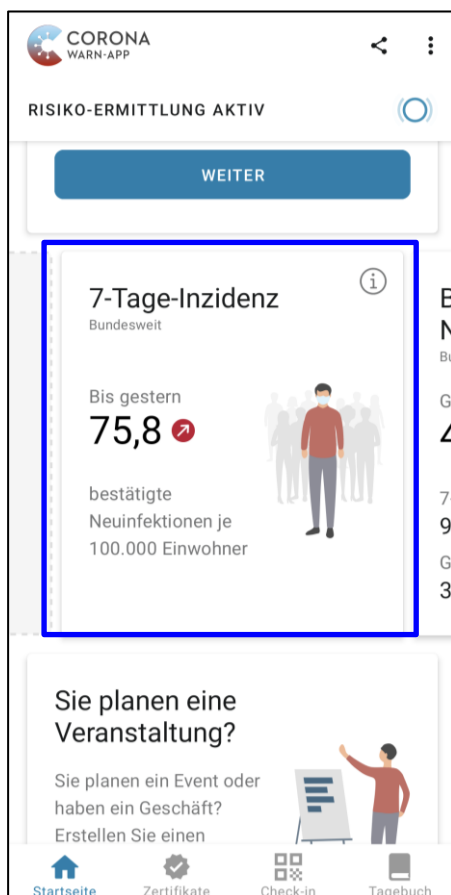 CORONA
WARN-APP
RISIKO-ERMITTLUNG AKTIV
WEITER
7-Tage-Inzidenz
Bundesweit
Bis gestern
75,8
bestätigte
Neuinfektionen je
100.000 Einwohner
Sie planen eine
Veranstaltung?
Sie planen ein Event oder
haben ein Geschäft?
Erstellen Sie einen
Startseite
Zertifikate
Check-in
Tagebuch